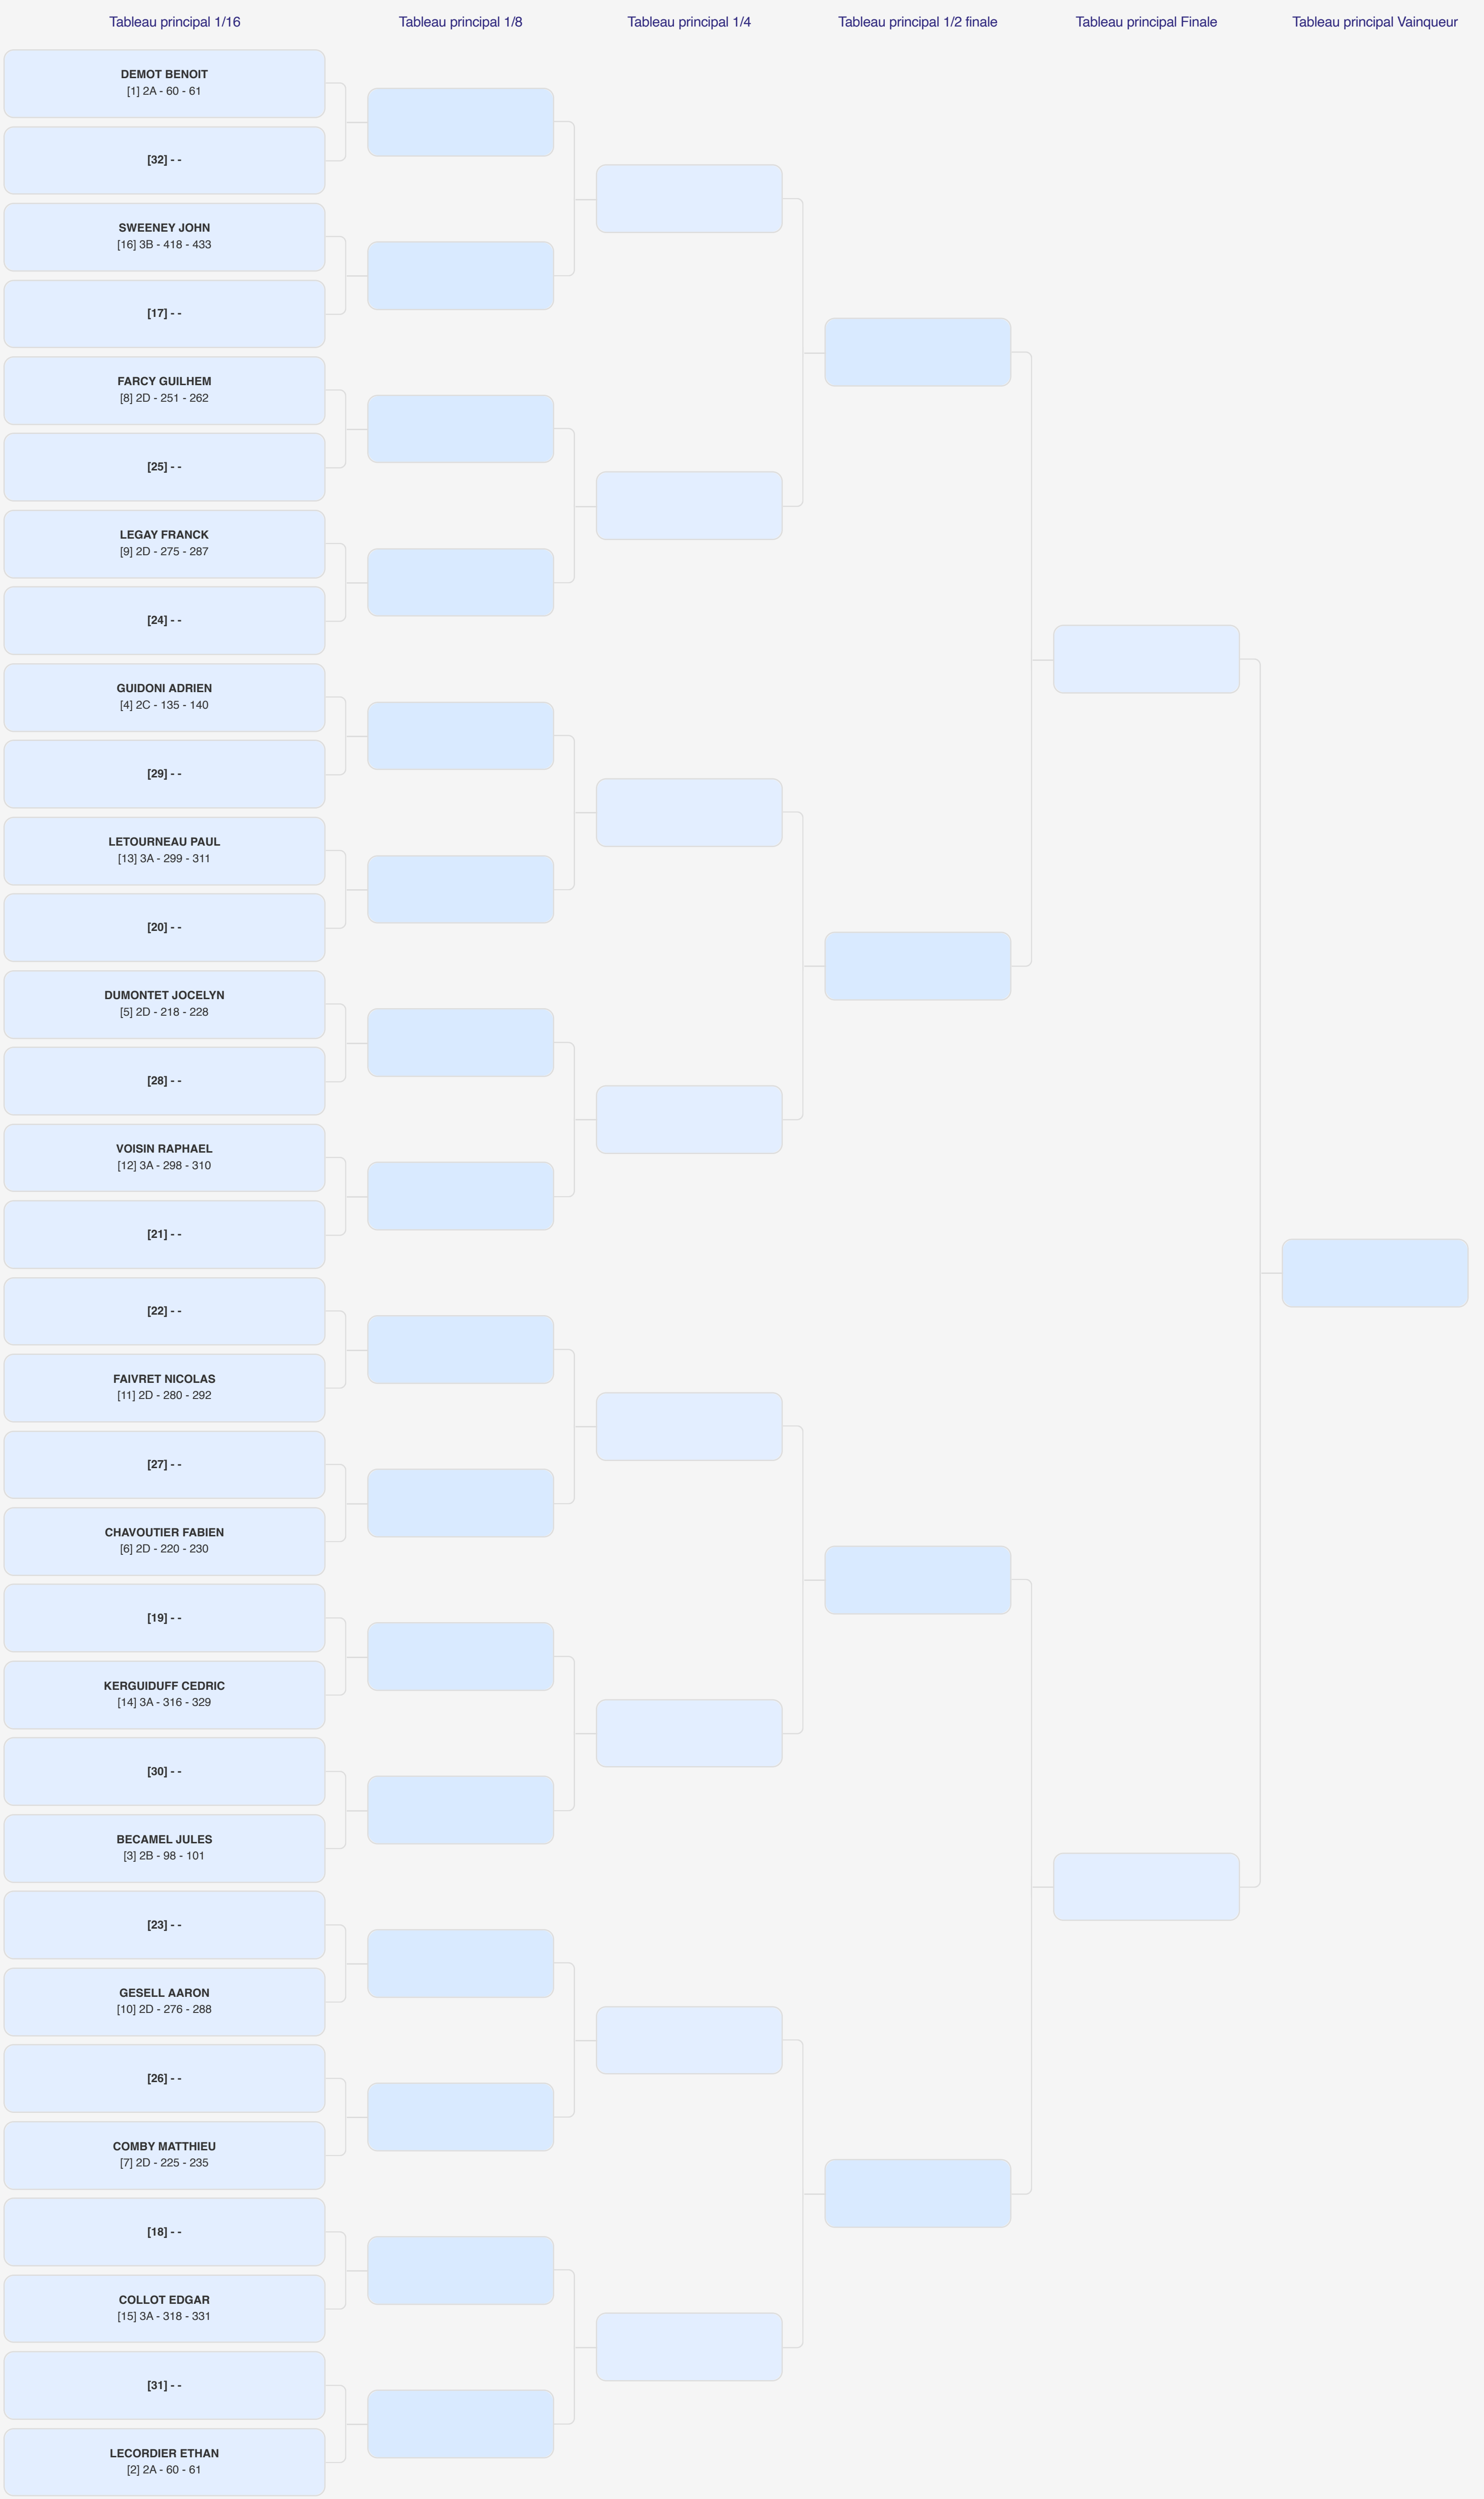 Tableau principal 1/16
Tableau principal 1/8
Tableau principal 1/4
Tableau principal 1/2 finale
Tableau principal Finale
Tableau principal Vainqueur
DEMOT BENOIT
[1] 2A - 60 - 61
[32] - -
SWEENEY JOHN
[16] 3B - 418 - 433
[17] - -
FARCY GUILHEM
[8] 2D - 251 - 262
[25] - -
LEGAY FRANCK
[9] 2D - 275 - 287
[24] - -
GUIDONI ADRIEN
[4] 2C - 135 - 140
[29] - -
LETOURNEAU PAUL
[13] 3A - 299 - 311
[20] - -
DUMONTET JOCELYN
[5] 2D - 218 - 228
[28] - -
VOISIN RAPHAEL
[12] 3A - 298 - 310
[21] - -
[22] - -
FAIVRET NICOLAS
[11] 2D - 280 - 292
[27] - -
CHAVOUTIER FABIEN
[6] 2D - 220 - 230
[19] - -
KERGUIDUFF CEDRIC
[14] 3A - 316 - 329
[30] - -
BECAMEL JULES
[3] 2B - 98 - 101
[23] - -
GESELL AARON
[10] 2D - 276 - 288
[26] - -
COMBY MATTHIEU
[7] 2D - 225 - 235
[18] - -
COLLOT EDGAR
[15] 3A - 318 - 331
[31] - -
LECORDIER ETHAN
[2] 2A - 60 - 61